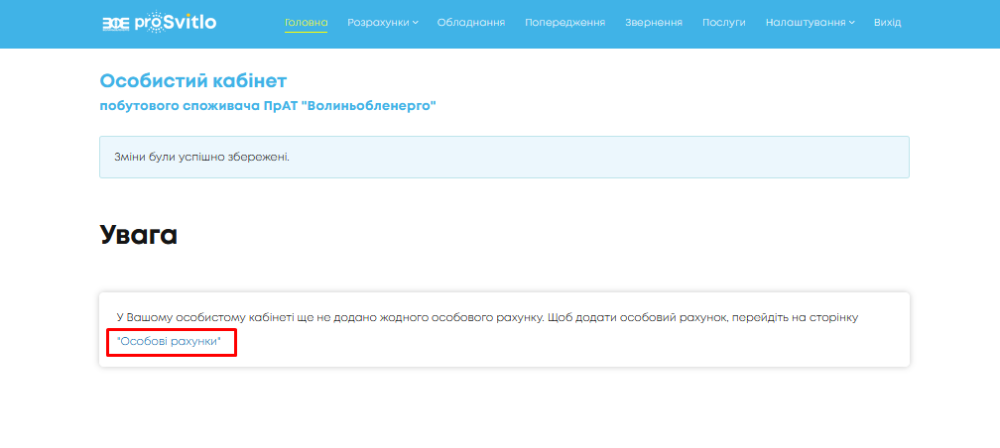 proSvitlo
Головна Розрахунки Обладнання Попередження Звернення Послуги Налаштування Вихід
Особистий кабінет
побутового споживача ПрАТ "Волиньобленерго"
Зміни були успішно збережені.
Увага
У Вашому особистому кабінеті ще не додано жодного особового рахунку. Щоб додати особовий рахунок, перейдіть на сторінку
"Особові рахунки"